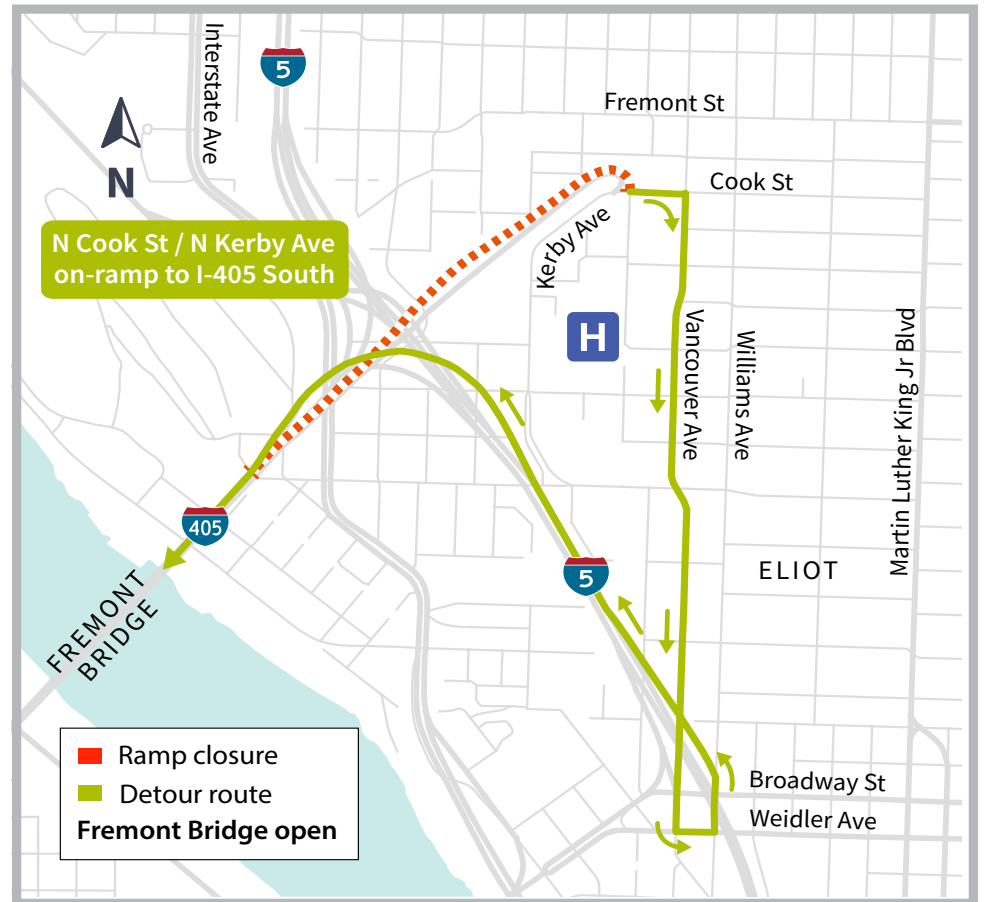 Interstate Ave
5
N
Fremont St
Cook St
Kerby Ave
N Cook St / N Kerby Ave
on-ramp to I-405 South
H
Vancouver Ave
Williams Ave
Martin Luther King Jr Blvd
405
5
ELIOT
FREMONT
BRIDGE
Ramp closure
Detour route
Fremont Bridge open
Broadway St
Weidler Ave